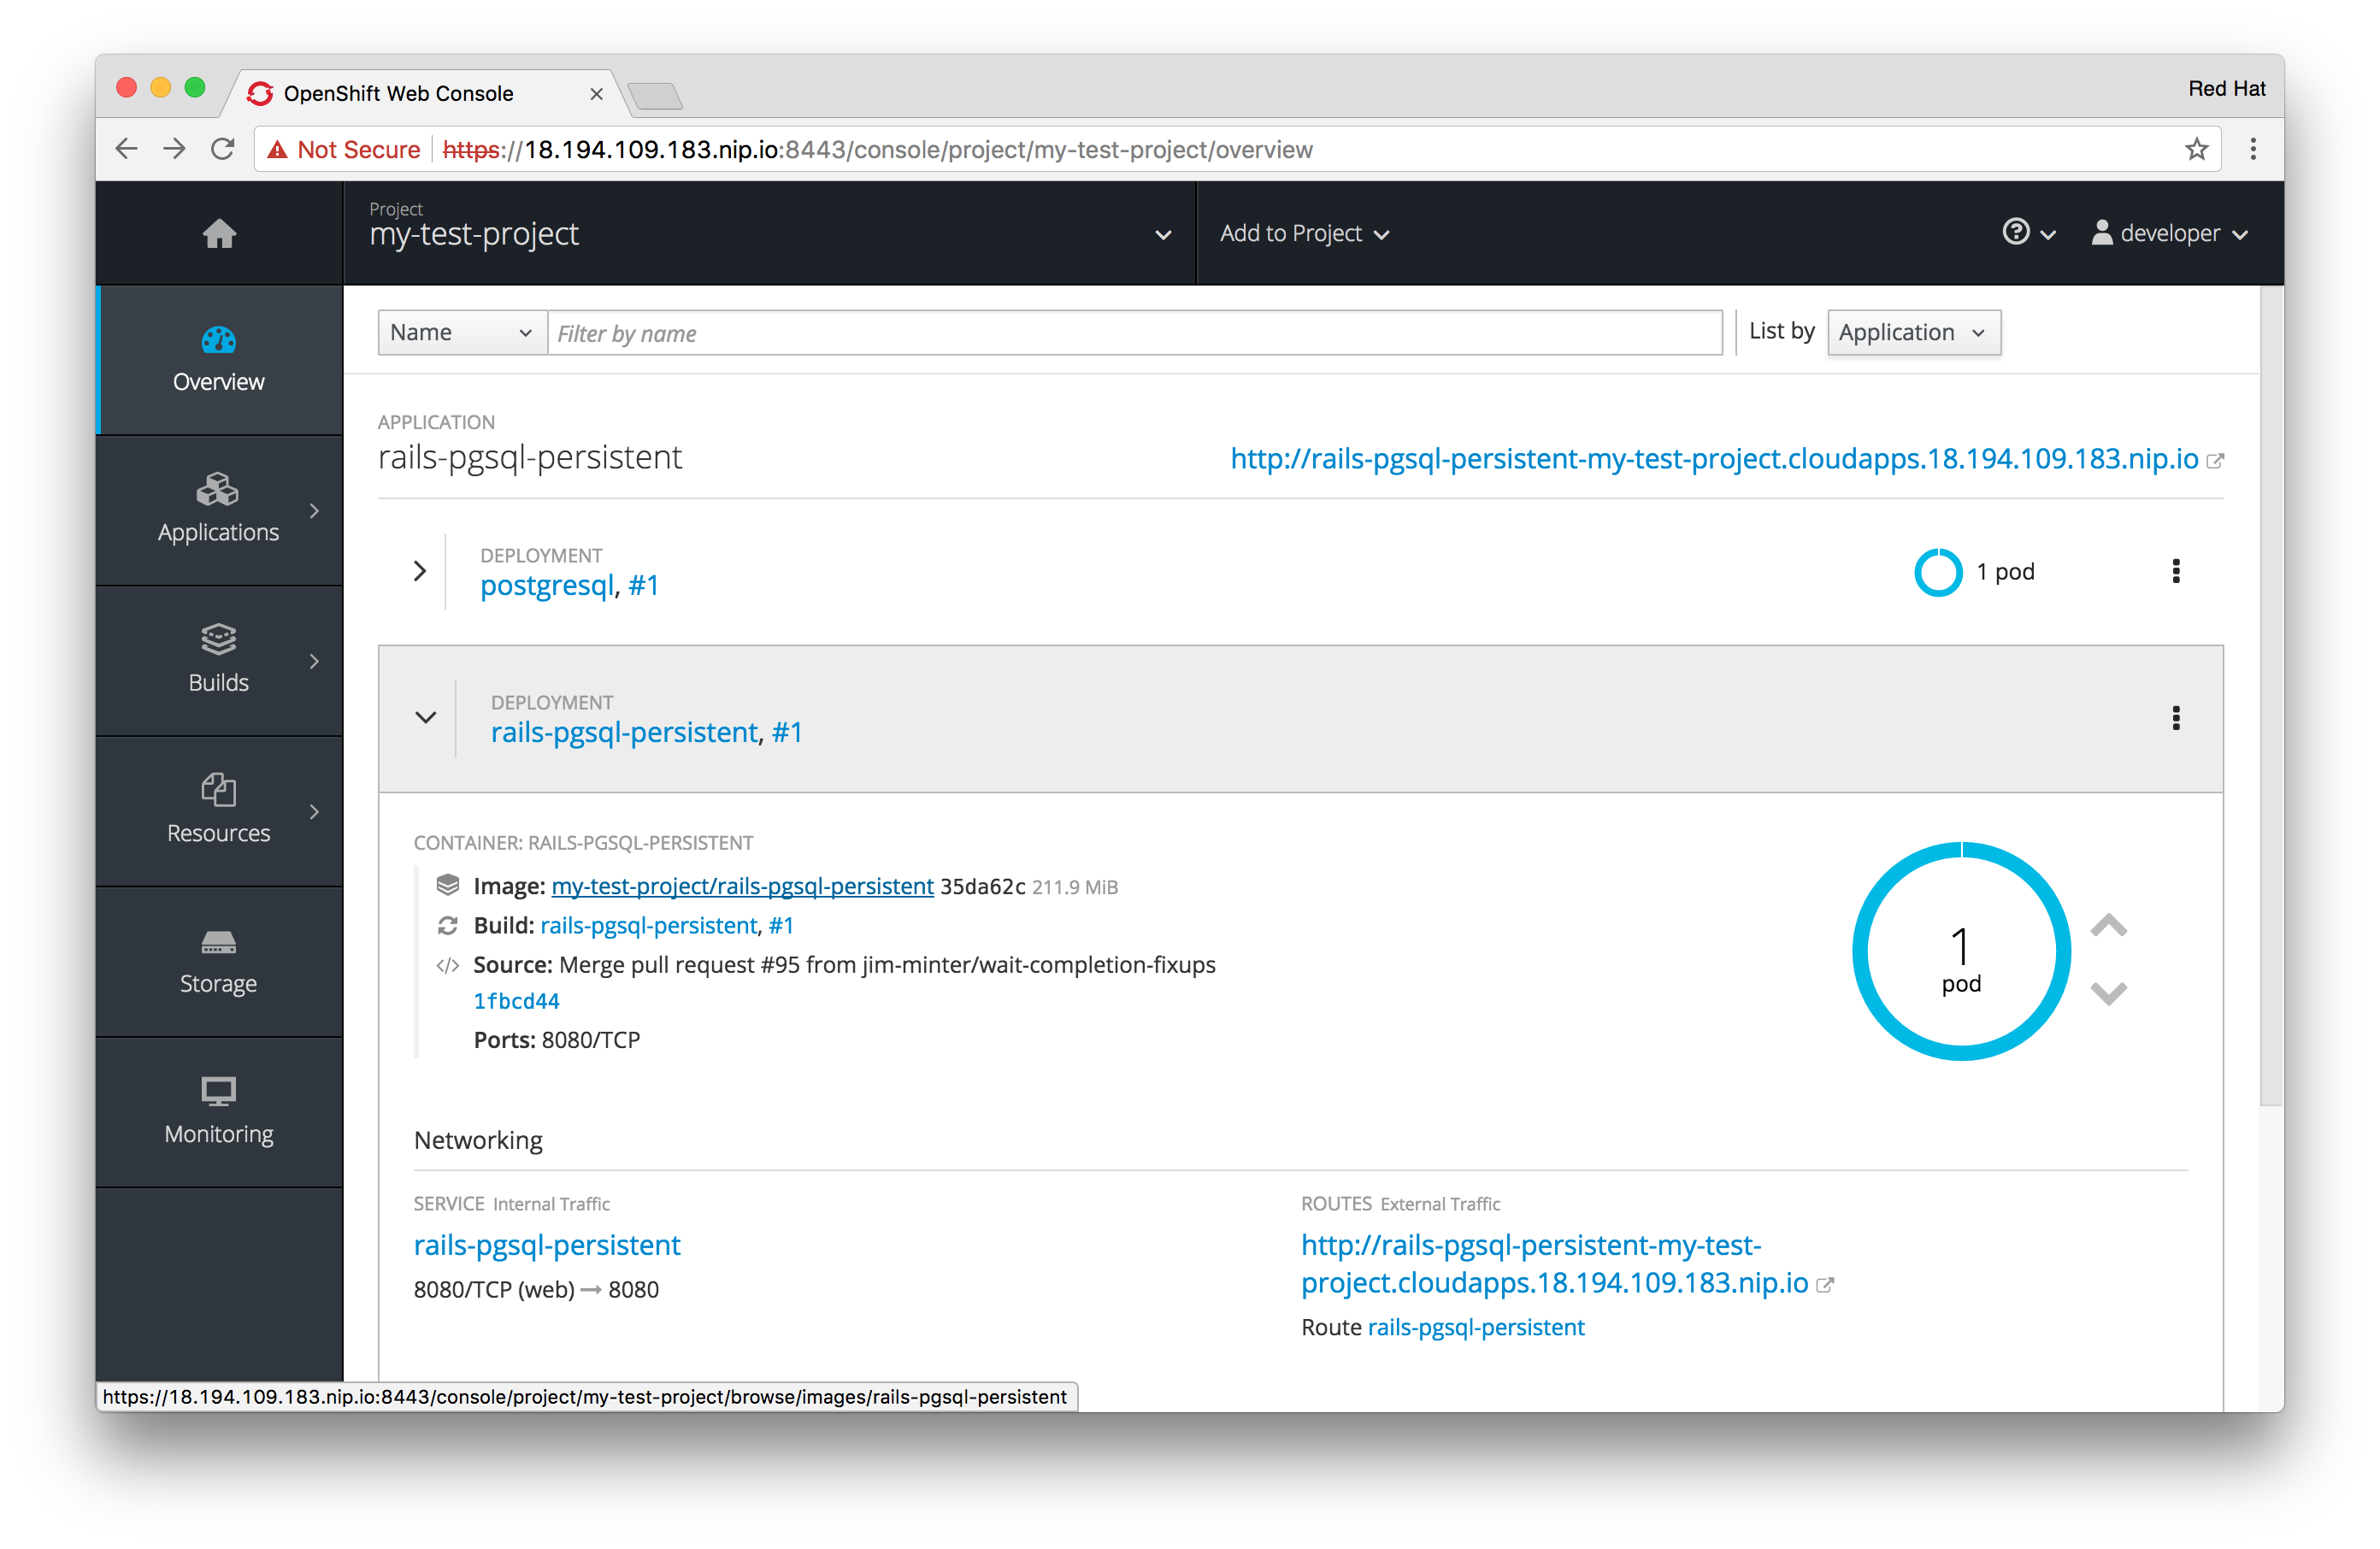 OpenShift Web Console
Red Hat
Not Secure https://18.194.109.183.nip.io:8443/console/project/my-test-project/overview
Project
my-test-project
Add to Project
developer
Overview
Applications
Builds
Resources
Storage
Monitoring
Name
Filter by name
List by
Application
APPLICATION
rails-pgsql-persistent
http://rails-pgsql-persistent-my-test-project.cloudapps.18.194.109.183.nip.io
DEPLOYMENT
postgresql, #1
1 pod
DEPLOYMENT
rails-pgsql-persistent, #1
CONTAINER: RAILS-PGSQL-PERSISTENT
Image: my-test-project/rails-pgsql-persistent 35da62c 211.9 MiB
Build: rails-pgsql-persistent, #1
Source: Merge pull request #95 from jim-minter/wait-completion-fixups
1fbcd44
Ports: 8080/TCP
1
pod
Networking
SERVICE Internal Traffic
rails-pgsql-persistent
8080/TCP (web) → 8080
ROUTES External Traffic
http://rails-pgsql-persistent-my-test-
project.cloudapps.18.194.109.183.nip.io
Route rails-pgsql-persistent
https://18.194.109.183.nip.io:8443/console/project/my-test-project/browse/images/rails-pgsql-persistent